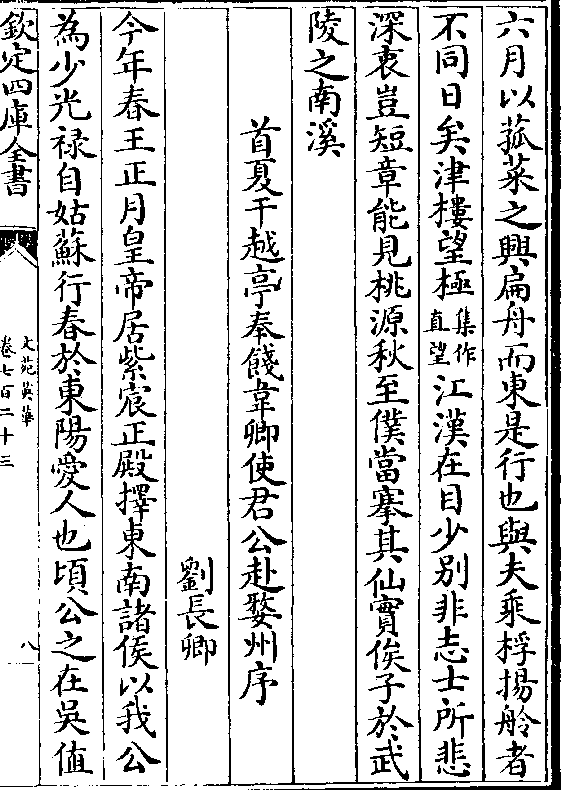 六月以菰菜之興扁舟而東是行也與夫乘桴揚舲者
不同日矣津樓望極集作直望江漢在目少别非志士所悲
深衷豈短章能見桃源秋至僕當搴其仙實俟子於武
陵之南溪
首夏干越亭奉餞韋卿使君公赴婺州序
劉長卿
今年春王正月皇帝居紫宸正殿擇東南諸侯以我公
為少光禄自姑蘇行春於東陽愛人也頃公之在吳值
欽定四庫全書
文苑英華
卷七百二十三
八